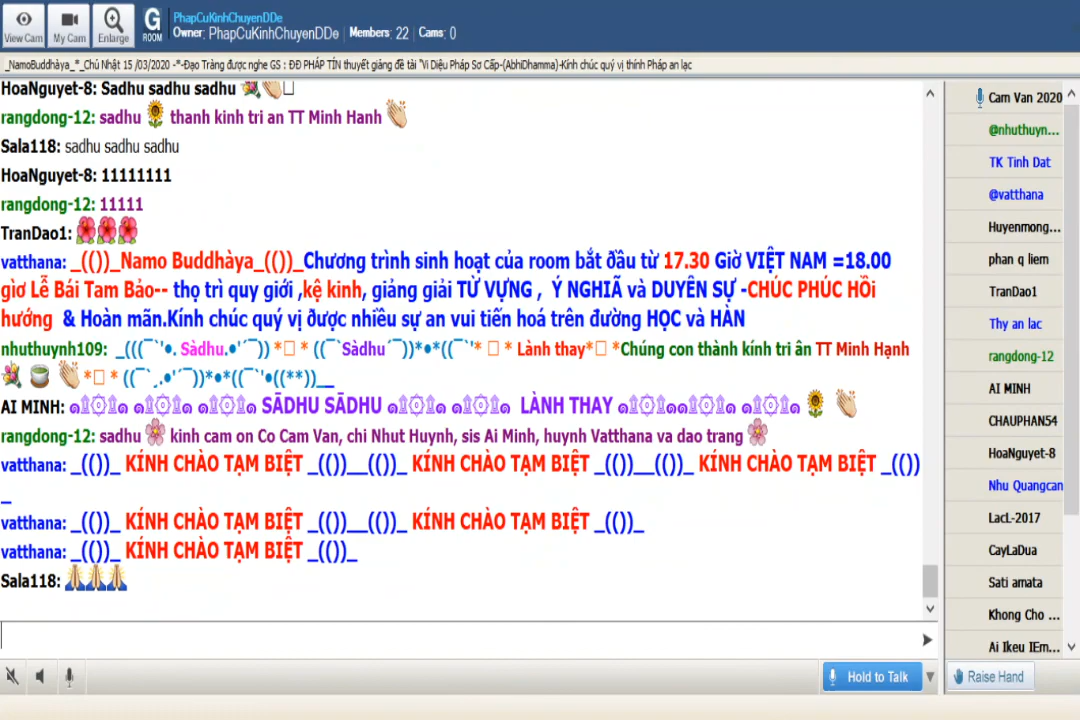 View Cam
My Cam
Enlarge
G
ROOM
PhapCuKinhChuyenDDe
Owner: PhapCuKinhChuyenDDe Members: 22 Cams: 0
_NamoBuddhàya_*_Chủ Nhật 15 /03/2020 -*-Đạo Tràng được nghe GS : ĐĐ PHÁP TÍN thuyết giảng đề tài "Vi Diệu Pháp Sơ Cấp-(AbhiDhamma)-Kính chúc quý vị thính Pháp an lạc
HoaNguyet-8: Sadhu sadhu sadhu
rangdong-12: sadhu thanh kinh tri an TT Minh Hanh
Sala118: sadhu sadhu sadhu
HoaNguyet-8: 11111111
rangdong-12: 11111
TranDao1:
vatthana: _(())_Namo Buddhàya_(())_Chương trình sinh hoạt của room bắt đầu từ 17.30 Giờ VIỆT NAM =18.00
giờ Lễ Bái Tam Bảo-- thọ trì quy giới ,kệ kinh, giảng giải TỪ VỰNG , Ý NGHIÃ và DUYÊN SỰ -CHÚC PHÚC HỒi
hướng & Hoàn mãn.Kính chúc quý vị được nhiều sự an vui tiến hoá trên đường HỌC và HÀN
nhuthuynh109: _(((¯`'•. Sàdhu.•'´¯)) *□ * ((¯`Sàdhu´¯))*•*((¯`'* □ * Lành thay*□ *Chúng con thành kính tri ân TT Minh Hạnh
*□ * ((¯`¸.•'´¯))*•*((¯`'•((**))__
AI MINH: SĀDHU SĀDHU LÀNH THAY
rangdong-12: sadhu kinh cam on Co Cam Van, chi Nhut Huynh, sis Ai Minh, huynh Vatthana va dao trang
vatthana: _(())_ KÍNH CHÀO TẠM BIỆT _(())__(())_ KÍNH CHÀO TẠM BIỆT _(())__(())_ KÍNH CHÀO TẠM BIỆT _(())
_
vatthana: _(())_ KÍNH CHÀO TẠM BIỆT _(())__(())_ KÍNH CHÀO TẠM BIỆT _(())_
vatthana: _(())_ KÍNH CHÀO TẠM BIỆT _(())_
Sala118:
Cam Van 2020
@nhuthuyn...
TK Tinh Dat
@vatthana
Huyenmong...
phan q liem
TranDao1
Thy an lac
rangdong-12
AI MINH
CHAUPHAN54
HoaNguyet-8
Nhu Quangcan
LacL-2017
CayLaDua
Sati amata
Khong Cho ...
Ai Ikeu IEm...
Hold to Talk
Raise Hand